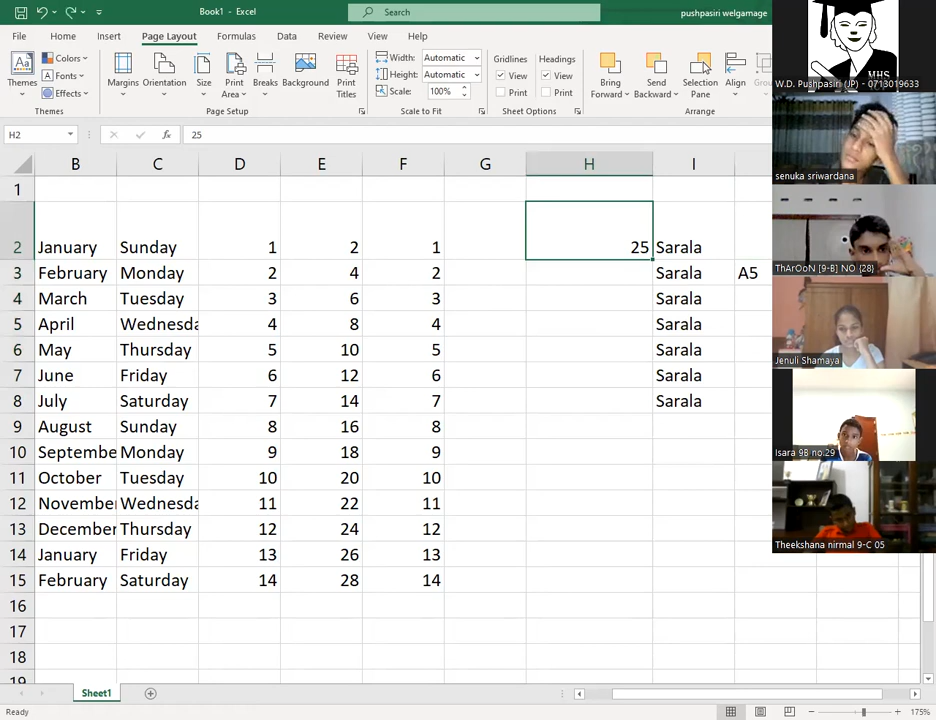 Book1 - Excel
Search
pushpasiri welgamage
File Home Insert Page Layout Formulas Data Review View Help
Themes Colors Fonts Effects Margins Orientation Size Print Area Breaks Background Print Titles Width: Automatic Height: Automatic Scale: 100% Gridlines View Print Headings View Print Bring Forward Send Backward Selection Pane Align
Themes Page Setup Scale to Fit Sheet Options Arrange
H2 fx 25
B C D E F G H I
1
2 January Sunday 1 2 1 25 Sarala
3 February Monday 2 4 2 Sarala A5
4 March Tuesday 3 6 3 Sarala
5 April Wednesda 4 8 4 Sarala
6 May Thursday 5 10 5 Sarala
7 June Friday 6 12 6 Sarala
8 July Saturday 7 14 7 Sarala
9 August Sunday 8 16 8
10 Septembe Monday 9 18 9
11 October Tuesday 10 20 10
12 November Wednesda 11 22 11
13 December Thursday 12 24 12
14 January Friday 13 26 13
15 February Saturday 14 28 14
16
17
18
19
Sheet1
Ready
175%
MHS
W.D. Pushpasiri (JP) - 0713019633
senuka sriwardana
ThArOoN [9-B] NO (28)
Jenuli Shamaya
Isara 9B no.29
Theekshana nirmal 9-C 05